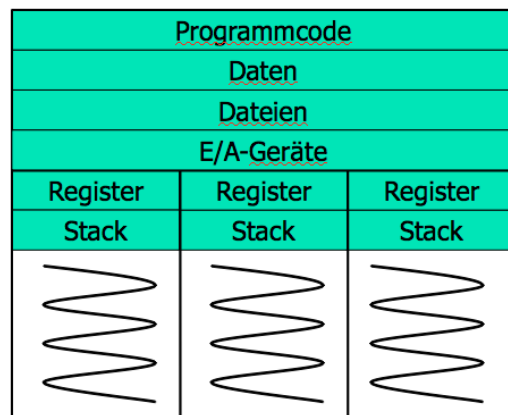 Programmcode
Daten
Dateien
E/A-Geräte
Register Register Register
Stack Stack Stack